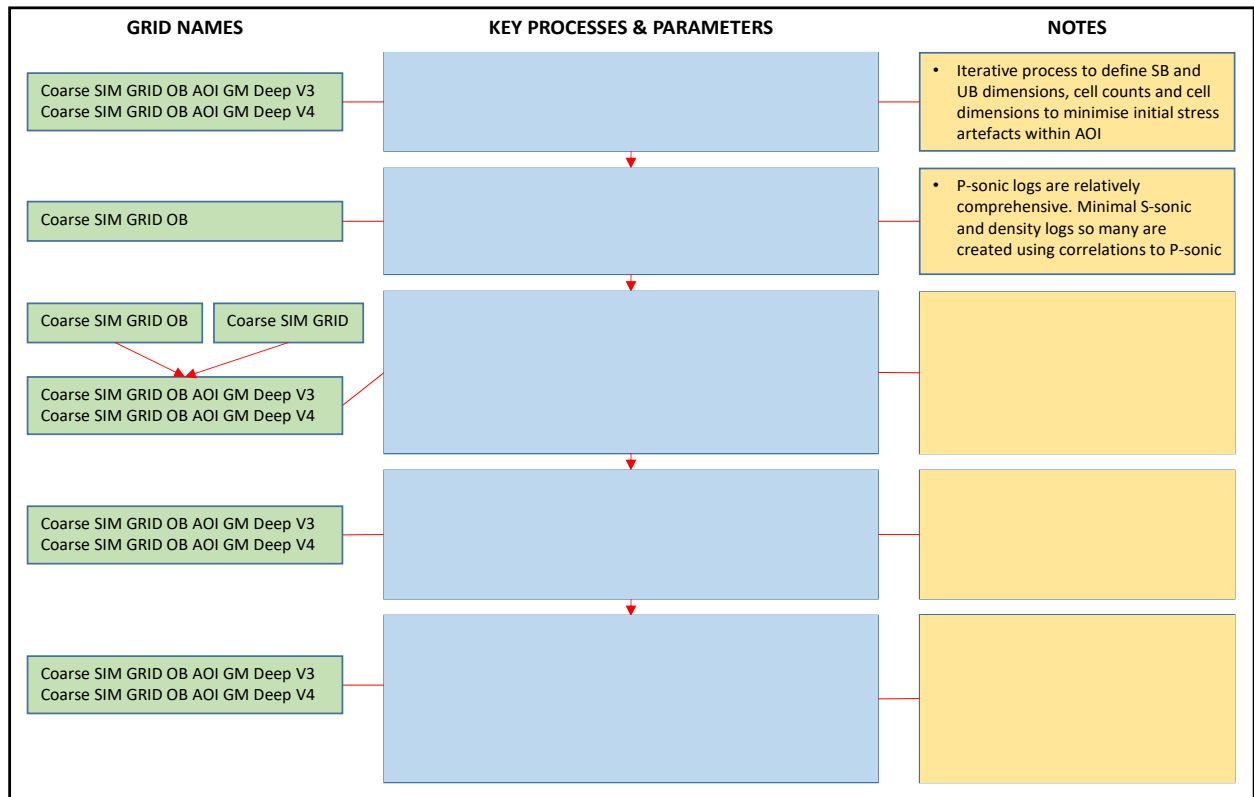 GRID NAMES
KEY PROCESSES & PARAMETERS
NOTES
Coarse SIM GRID OB AOI GM Deep V3
Coarse SIM GRID OB AOI GM Deep V4
• Iterative process to define SB and
UB dimensions, cell counts and cell
dimensions to minimise initial stress
artefacts within AOI
Coarse SIM GRID OB
• P-sonic logs are relatively
comprehensive. Minimal S-sonic
and density logs so many are
created using correlations to P-sonic
Coarse SIM GRID OB
Coarse SIM GRID
Coarse SIM GRID OB AOI GM Deep V3
Coarse SIM GRID OB AOI GM Deep V4
Coarse SIM GRID OB AOI GM Deep V3
Coarse SIM GRID OB AOI GM Deep V4
Coarse SIM GRID OB AOI GM Deep V3
Coarse SIM GRID OB AOI GM Deep V4